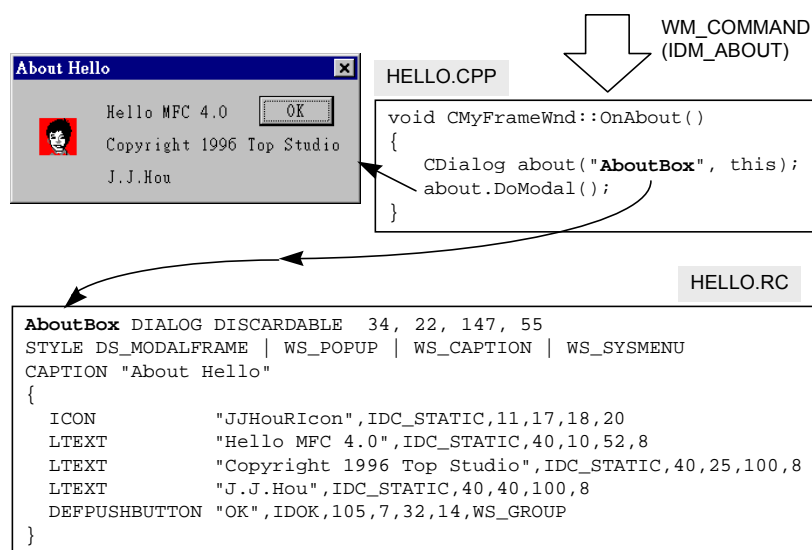 WM_COMMAND
(IDM_ABOUT)
About Hello
Hello MFC 4.0
OK
Copyright 1996 Top Studio
J.J.Hou
HELLO.CPP
void CMyFrameWnd::OnAbout()
{
CDialog about("AboutBox", this);
about.DoModal();
}
HELLO.RC
AboutBox DIALOG DISCARDABLE 34, 22, 147, 55
STYLE DS_MODALFRAME | WS_POPUP | WS_CAPTION | WS_SYSMENU
CAPTION "About Hello"
{
ICON "JJHouRIcon",IDC_STATIC,11,17,18,20
LTEXT "Hello MFC 4.0",IDC_STATIC,40,10,52,8
LTEXT "Copyright 1996 Top Studio",IDC_STATIC,40,25,100,8
LTEXT "J.J.Hou",IDC_STATIC,40,40,100,8
DEFPUSHBUTTON "OK",IDOK,105,7,32,14,WS_GROUP
}